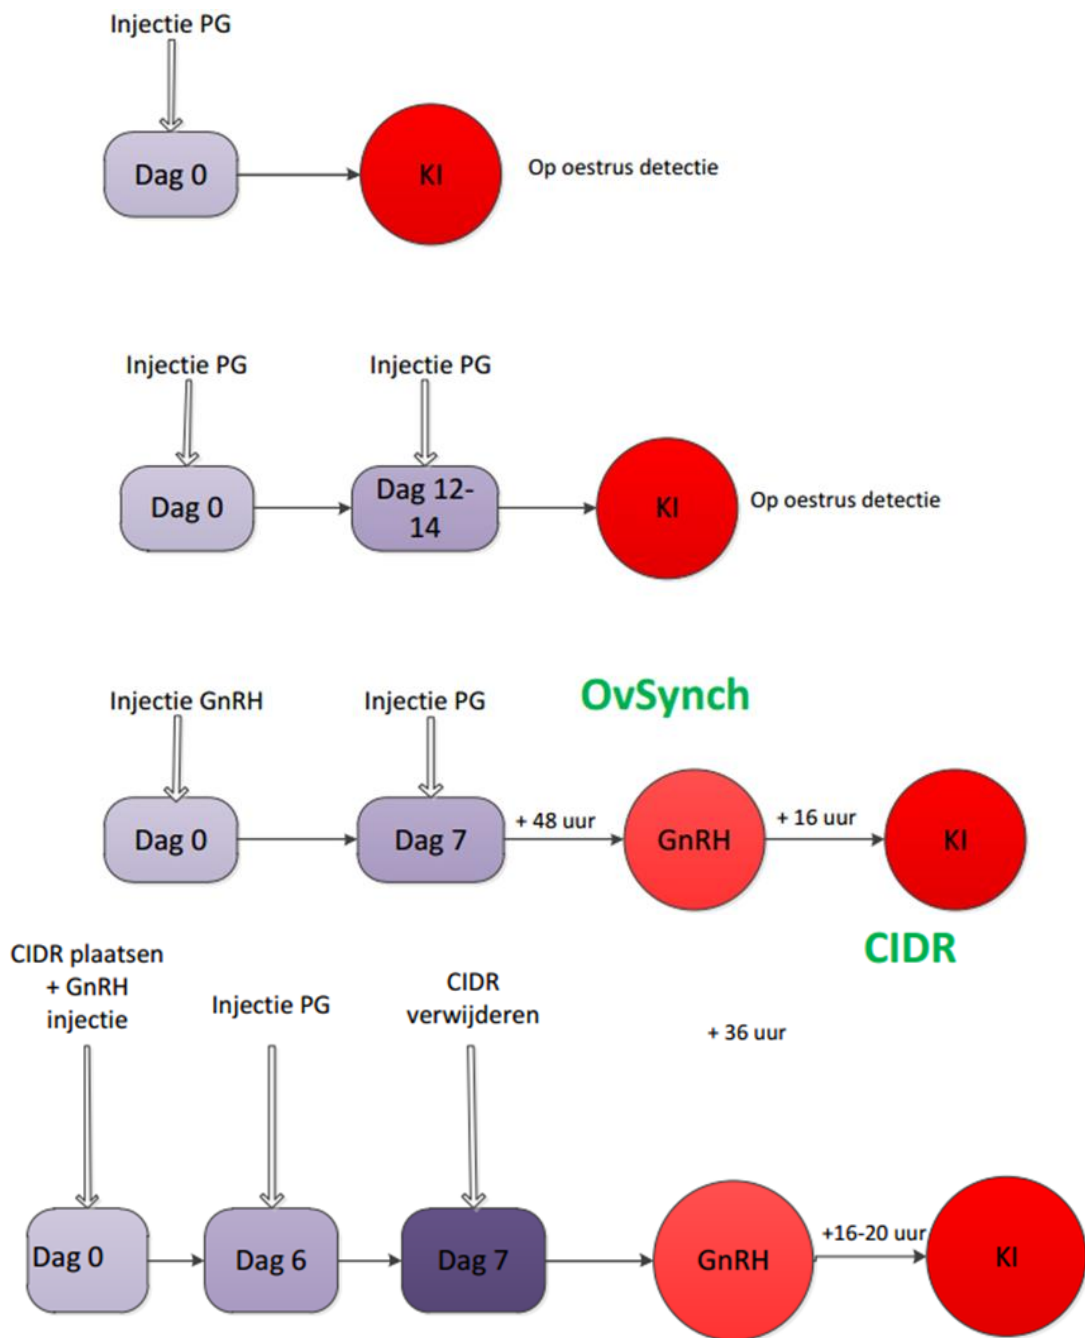 Injectie PG
Dag 0
KI
Op oestrus detectie
Injectie PG
Injectie PG
Dag 0
Dag 12-
14
KI
Op oestrus detectie
OvSynch
Injectie GnRH
Injectie PG
Dag 0
Dag 7
+ 48 uur
GnRH
+ 16 uur
KI
CIDR
CIDR plaatsen
+ GnRH
injectie
Injectie PG
CIDR
verwijderen
+ 36 uur
Dag 0
Dag 6
Dag 7
GnRH
+16-20 uur
KI